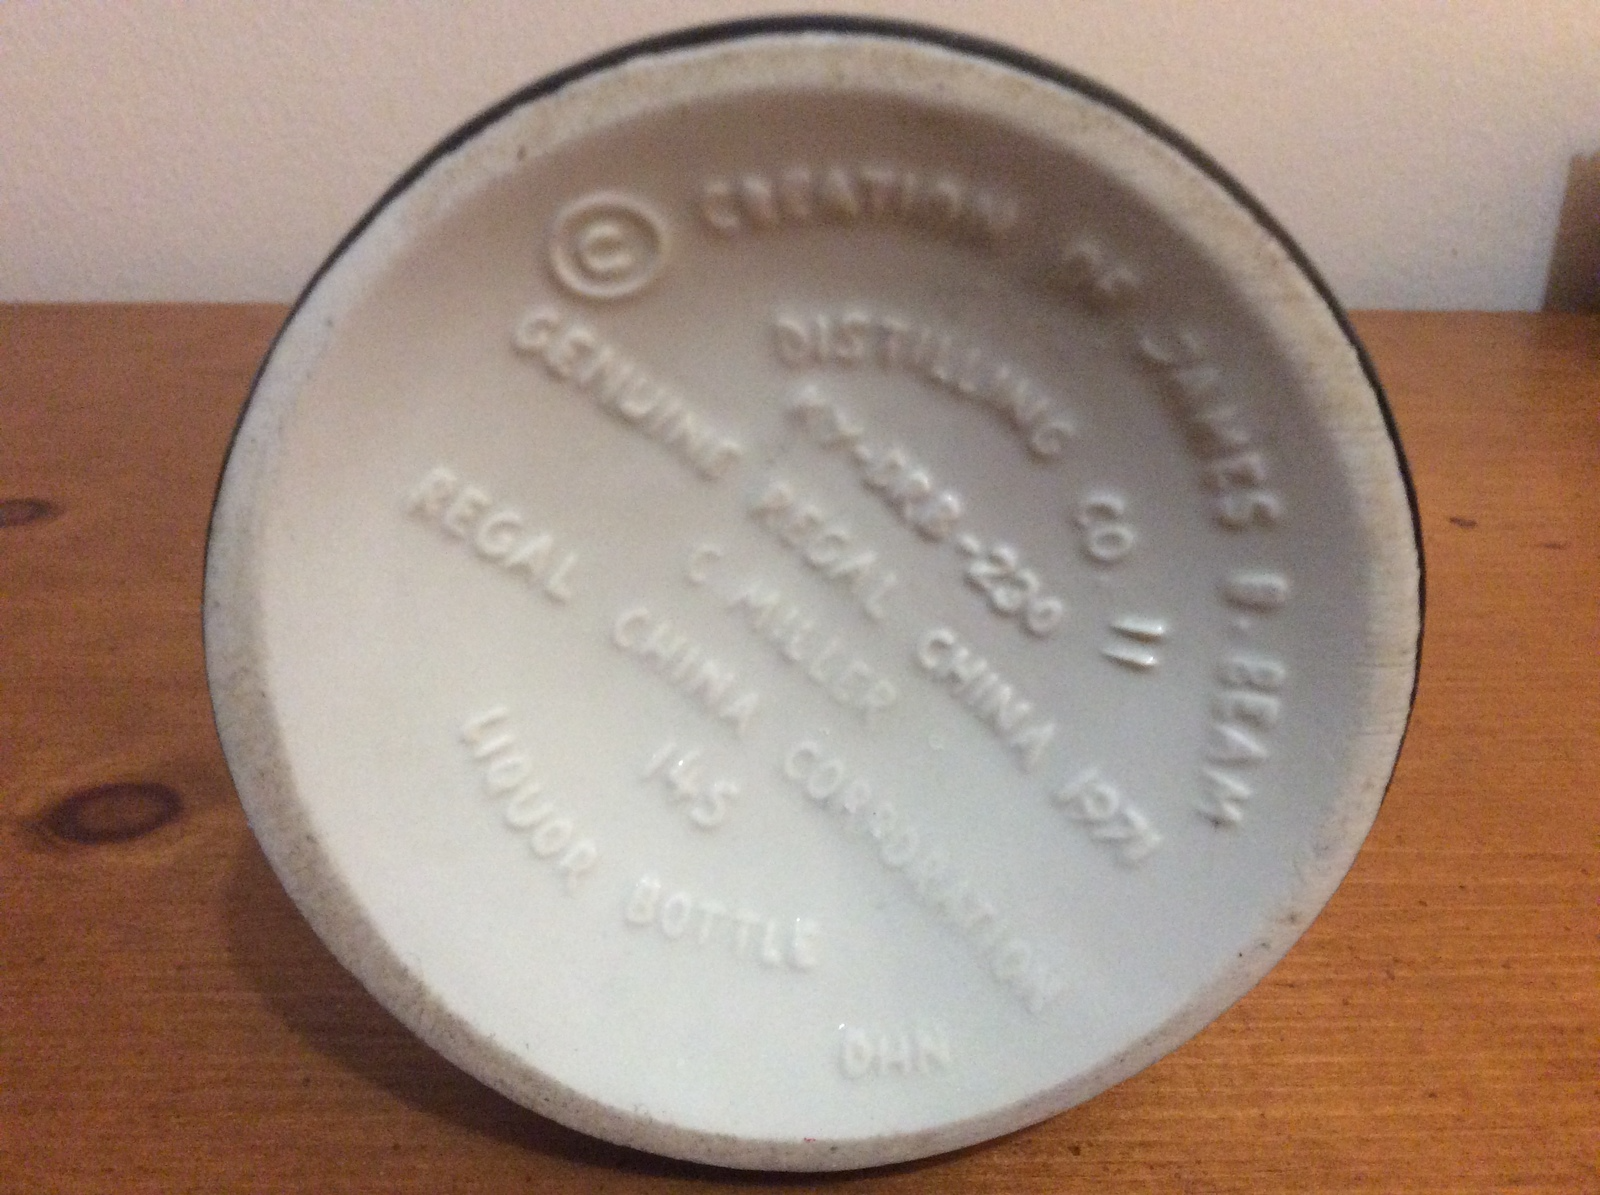 © CREATION OF JAMES B. BEAM
DISTILLING CO 11
KY-DRB-230
GENUINE REGAL CHINA 1971
C MILLER
REGAL CHINA CORPORATION
145
LIQUOR BOTTLE
DHN